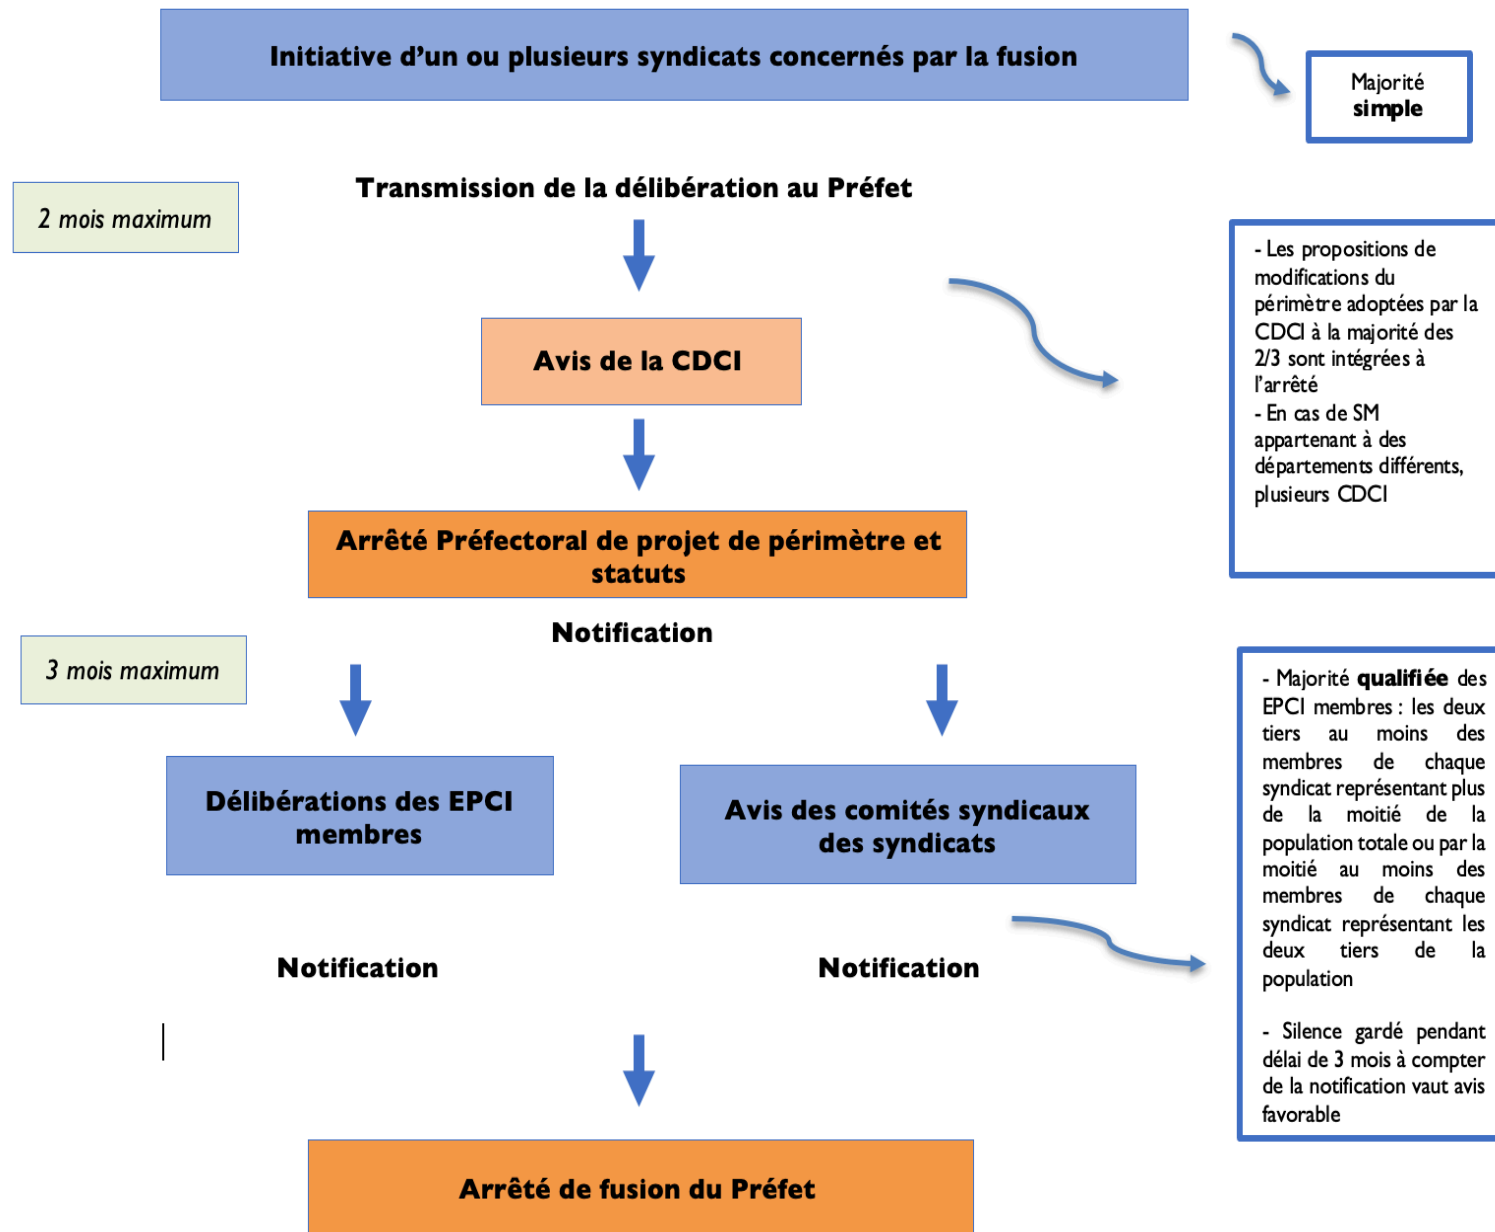 Initiative d’un ou plusieurs syndicats concernés par la fusion
Majorité
simple
Transmission de la délibération au Préfet
2 mois maximum
- Les propositions de
modifications du
périmètre adoptées par la
CDCI à la majorité des
2/3 sont intégrées à
l’arrêté
- En cas de SM
appartenant à des
départements différents,
plusieurs CDCI
Avis de la CDCI
Arrêté Préfectoral de projet de périmètre et
statuts
Notification
3 mois maximum
- Majorité qualifiée des
EPCI membres : les deux
tiers au moins des
membres de chaque
syndicat représentant plus
de la moitié de la
population totale ou par la
moitié au moins des
membres de chaque
syndicat représentant les
deux tiers de la
population
- Silence gardé pendant
délai de 3 mois à compter
de la notification vaut avis
favorable
Délibérations des EPCI
membres
Avis des comités syndicaux
des syndicats
Notification
Notification
Arrêté de fusion du Préfet